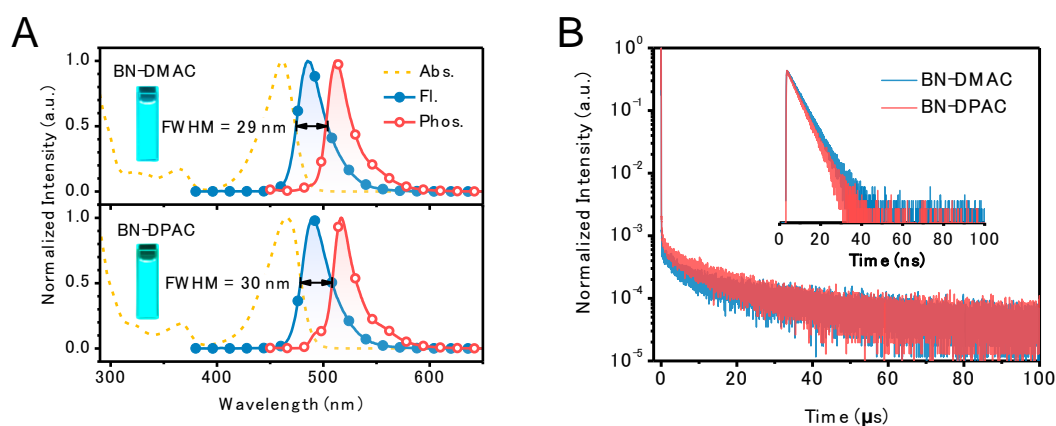 A
Normalized Intensity (a.u.)
1.0
0.5
0.0
BN-DMAC
FWHM = 29 nm
Abs.
Fl.
Phos.
1.0
0.5
0.0
BN-DPAC
FWHM = 30 nm
300 400 500 600
Wavelength (nm)
B
Normalized Intensity (a.u.)
10⁰
10⁻¹
10⁻²
10⁻³
10⁻⁴
10⁻⁵
BN-DMAC
BN-DPAC
0 20 40 60 80 100
Time (ns)
0 20 40 60 80 100
Time (µs)